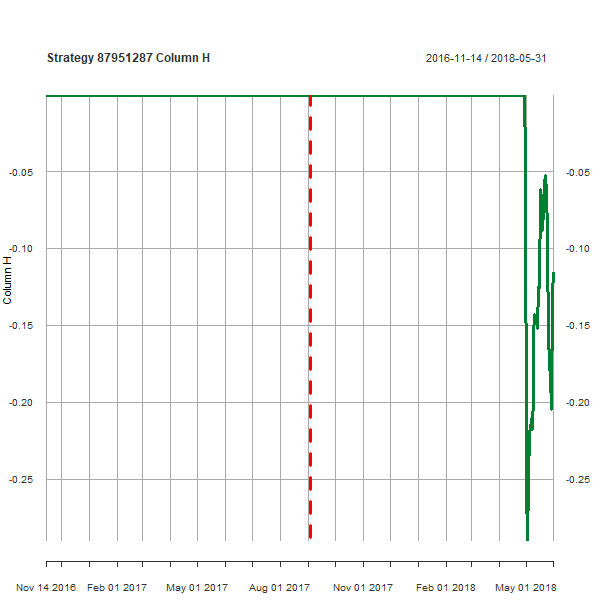 Strategy 87951287 Column H
2016-11-14 / 2018-05-31
-0.05 -0.05
-0.10 -0.10
Column H
-0.15 -0.15
-0.20 -0.20
-0.25 -0.25
Nov 14 2016 Feb 01 2017 May 01 2017 Aug 01 2017 Nov 01 2017 Feb 01 2018 May 01 2018